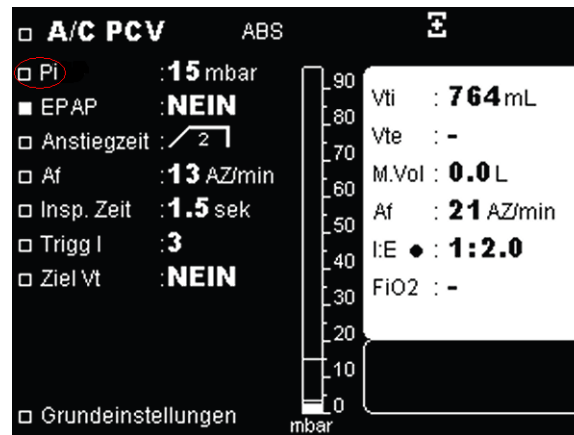 A/C PCV ABS
Pi :15 mbar
EPAP :NEIN
Anstiegzeit : 2
Af :13 AZ/min
Insp. Zeit :1.5 sek
Trigg I :3
Ziel Vt :NEIN
Grundeinstellungen
90
80
70
60
50
40
30
20
10
0
mbar
Vti : 764 mL
Vte : -
M.Vol : 0.0 L
Af : 21 AZ/min
I:E ● : 1:2.0
FiO2 : -